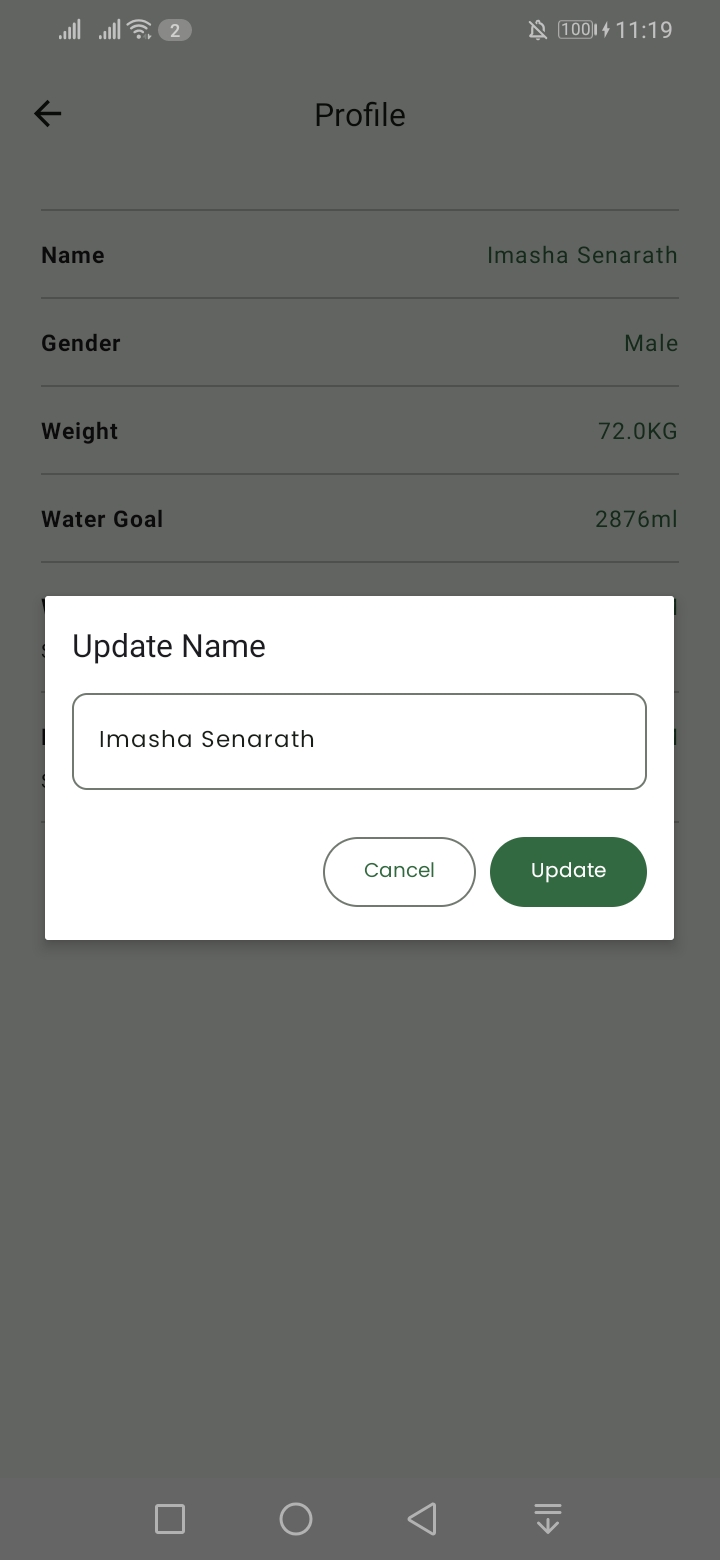 2 100 11:19
Profile
Name Imasha Senarath
Gender Male
Weight 72.0KG
Water Goal 2876ml
Update Name
Imasha Senarath
Cancel Update